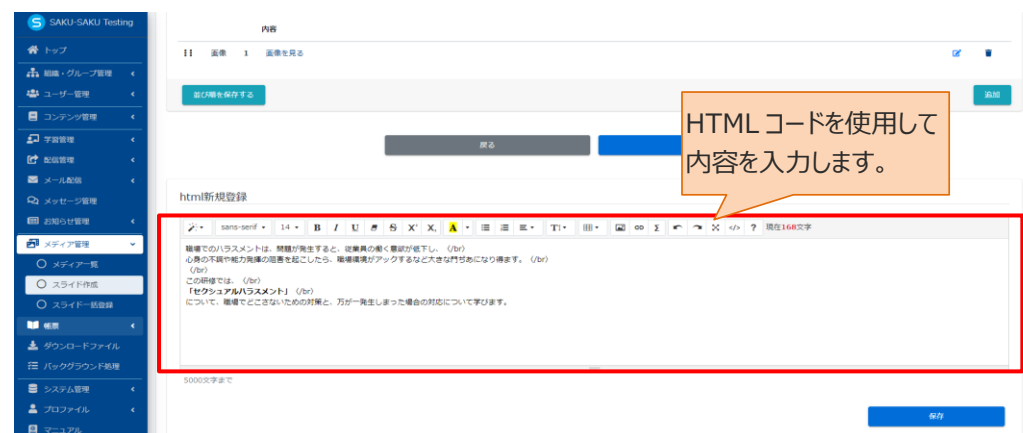 SAKU-SAKU Testing
内容
トップ
画像 1 画像を見る
組織・グループ管理
ユーザー管理
並び順を保存する
追加
コンテンツ管理
HTMLコードを使用して
内容を入力します。
学習管理
戻る
配信管理
メール配信
メッセージ管理
html新規登録
お知らせ管理
sans-serif 14 B I U S X' X, A T! Σ </> ? 現在168文字
メディア管理
職場でのハラスメントは、問題が発生すると、従業員の働く意欲が低下し、〈/br〉
メディア一覧
心身の不調や能力発揮の阻害を起こしたら、職場環境がアックするなど大きな門ちあになり得ます。〈/br〉
〈/br〉
スライド作成
この研修では、〈/br〉
「セクシュアルハラスメント」〈/br〉
スライド一括登録
について、職場でどこさないための対策と、万が一発生しまった場合の対応について学びます。
帳票
ダウンロードファイル
バックグラウンド処理
5000文字まで
システム管理
プロファイル
保存
マニュアル